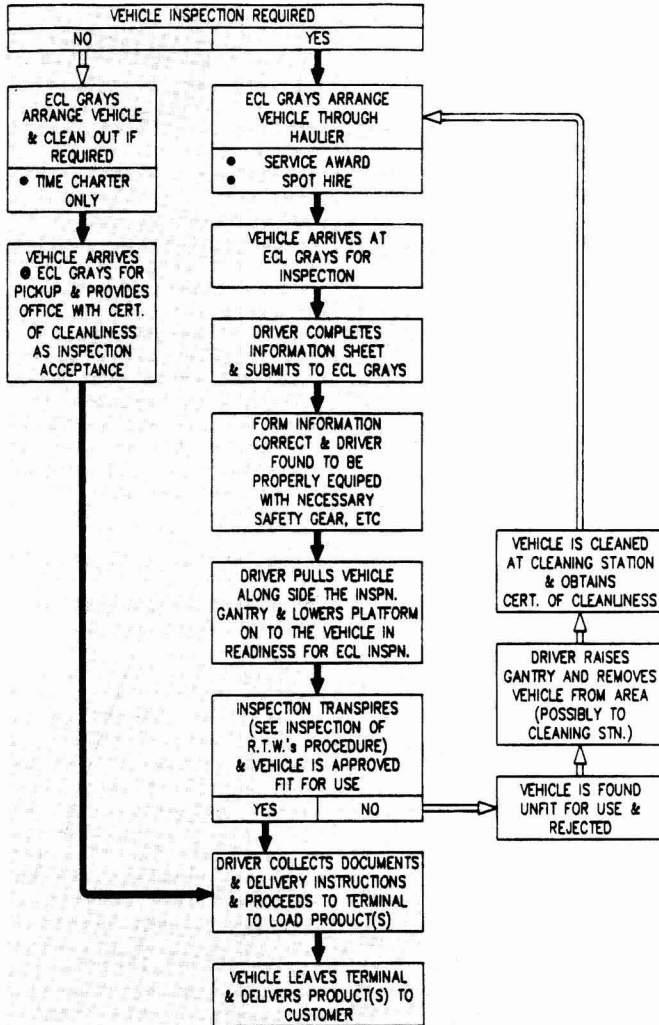 VEHICLE INSPECTION REQUIRED
NO
YES
ECL GRAYS
ARRANGE VEHICLE
& CLEAN OUT IF
REQUIRED
● TIME CHARTER
ONLY
VEHICLE ARRIVES
@ ECL GRAYS FOR
PICKUP & PROVIDES
OFFICE WITH CERT.
OF CLEANLINESS
AS INSPECTION
ACCEPTANCE
ECL GRAYS ARRANGE
VEHICLE THROUGH
HAULIER
● SERVICE AWARD
● SPOT HIRE
VEHICLE ARRIVES AT
ECL GRAYS FOR
INSPECTION
DRIVER COMPLETES
INFORMATION SHEET
& SUBMITS TO ECL GRAYS
FORM INFORMATION
CORRECT & DRIVER
FOUND TO BE
PROPERLY EQUIPED
WITH NECESSARY
SAFETY GEAR, ETC
DRIVER PULLS VEHICLE
ALONG SIDE THE INSPN.
GANTRY & LOWERS PLATFORM
ON TO THE VEHICLE IN
READINESS FOR ECL INSPN.
INSPECTION TRANSPIRES
(SEE INSPECTION OF
R.T.W.'s PROCEDURE)
& VEHICLE IS APPROVED
FIT FOR USE
YES
NO
VEHICLE IS FOUND
UNFIT FOR USE &
REJECTED
DRIVER RAISES
GANTRY AND REMOVES
VEHICLE FROM AREA
(POSSIBLY TO
CLEANING STN.)
VEHICLE IS CLEANED
AT CLEANING STATION
& OBTAINS
CERT. OF CLEANLINESS
DRIVER COLLECTS DOCUMENTS
& DELIVERY INSTRUCTIONS
& PROCEEDS TO TERMINAL
TO LOAD PRODUCT(S)
VEHICLE LEAVES TERMINAL
& DELIVERS PRODUCT(S) TO
CUSTOMER